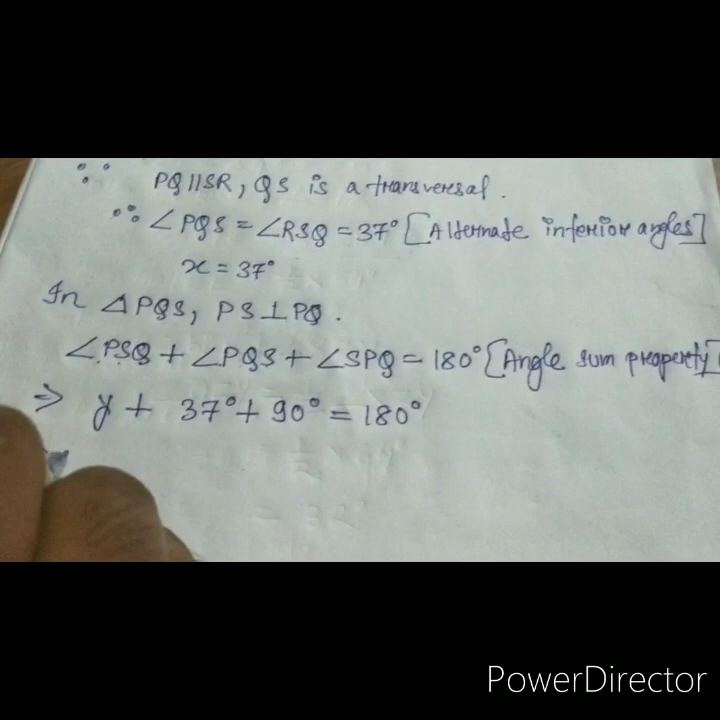 ∵ PQ||SR, QS is a transversal.
∴ ∠PQS = ∠RSQ = 37° [Alternate interior angles]
x = 37°
In △PQS, PS⊥PQ.
∠PSQ + ∠PQS + ∠SPQ = 180° [Angle sum property]
⇒ y + 37° + 90° = 180°
PowerDirector